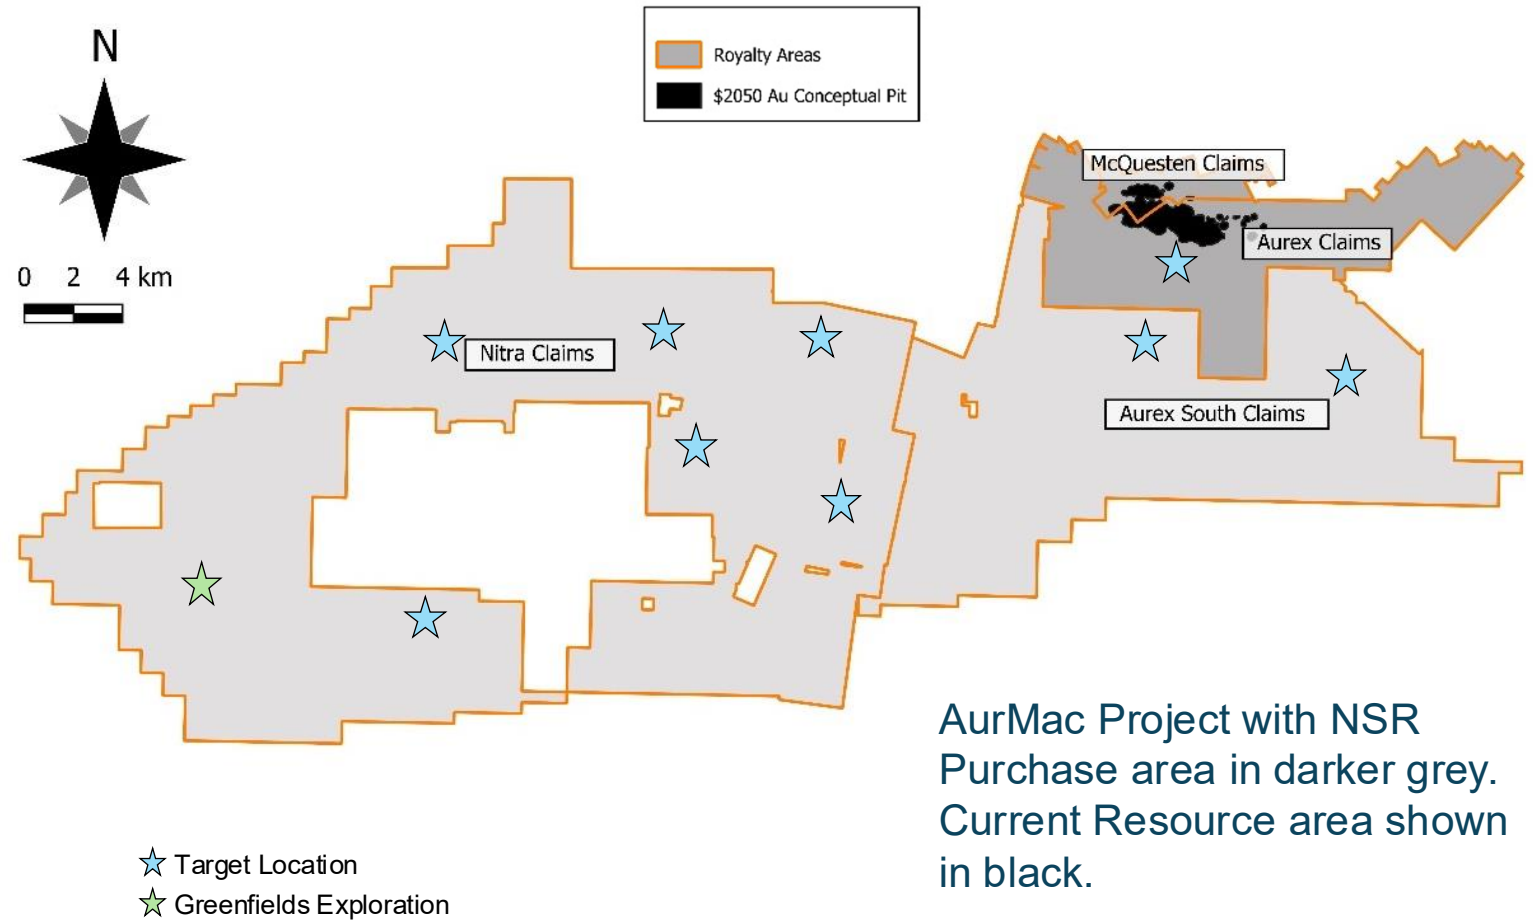 N
0 2 4 km
Royalty Areas
$2050 Au Conceptual Pit
McQuesten Claims
Aurex Claims
Nitra Claims
Aurex South Claims
AurMac Project with NSR
Purchase area in darker grey.
Current Resource area shown
in black.
Target Location
Greenfields Exploration